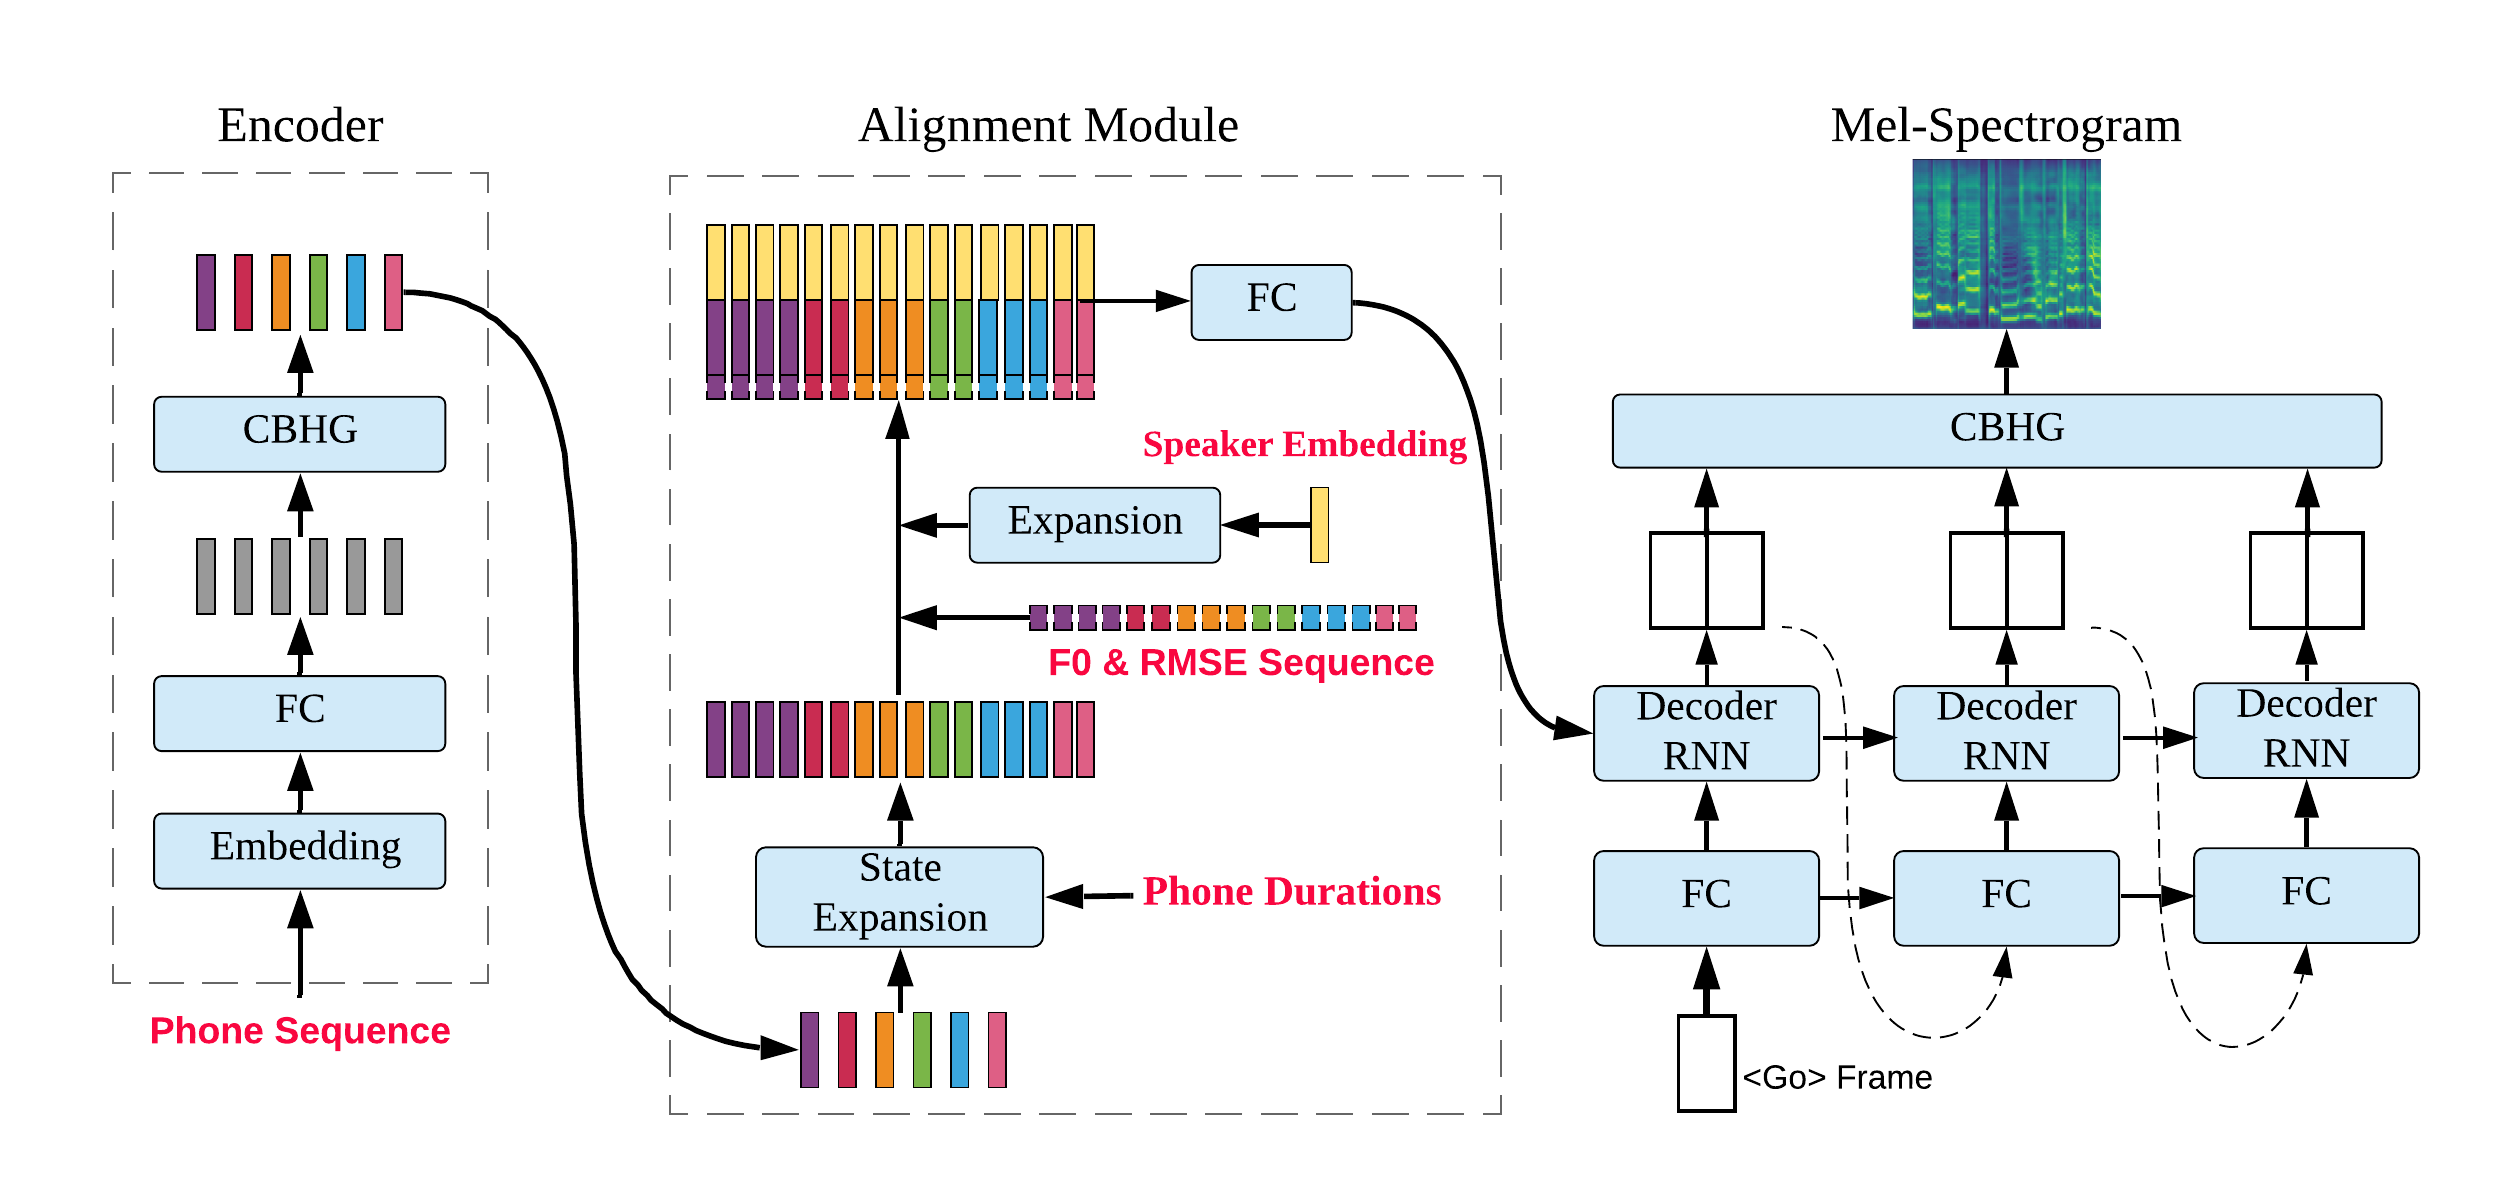 Encoder
CBHG
FC
Embedding
Phone Sequence
Alignment Module
FC
Speaker Embedding
Expansion
F0 & RMSE Sequence
State
Expansion
Phone Durations
Mel-Spectrogram
CBHG
Decoder
RNN
Decoder
RNN
Decoder
RNN
FC
FC
FC
<Go> Frame